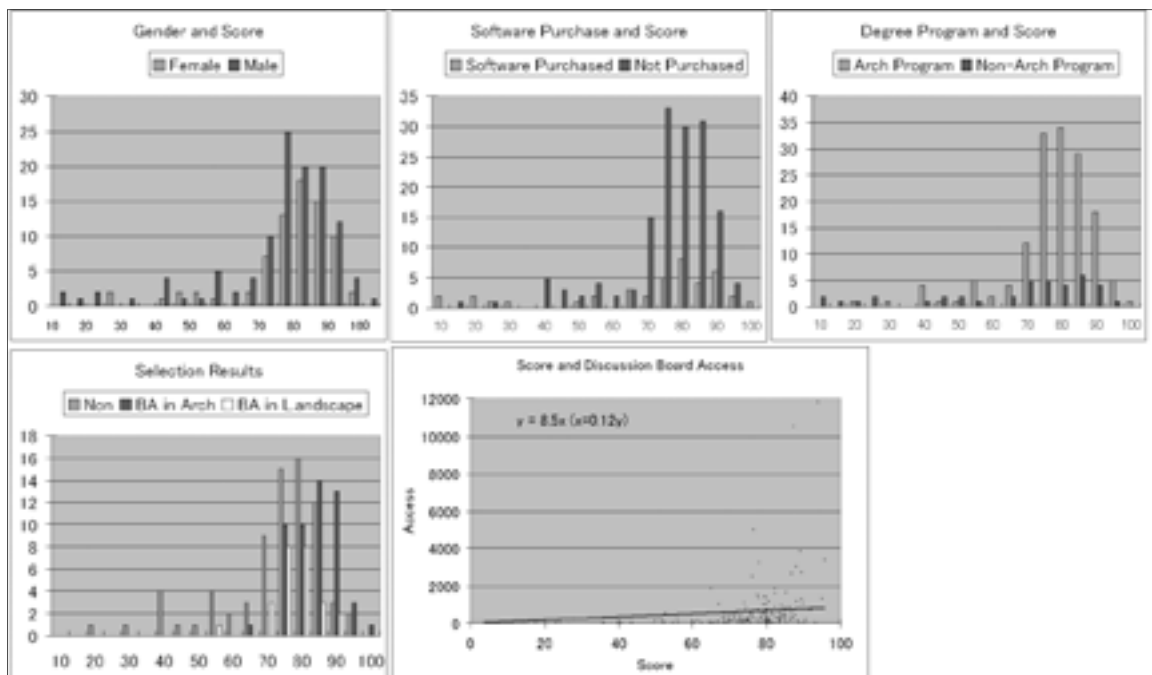 Gender and Score
Female Male
30
25
20
15
10
5
0
10 20 30 40 50 60 70 80 90 100
Software Purchase and Score
Software Purchased Not Purchased
35
30
25
20
15
10
5
0
10 20 30 40 50 60 70 80 90 100
Degree Program and Score
Arch Program Non-Arch Program
40
35
30
25
20
15
10
5
0
10 20 30 40 50 60 70 80 90 100
Selection Results
Non BA in Arch BA in Landscape
18
16
14
12
10
8
6
4
2
0
10 20 30 40 50 60 70 80 90 100
Score and Discussion Board Access
y = 8.5x (x=0.12y)
Access
12000
10000
8000
6000
4000
2000
0
0 20 40 60 80 100
Score